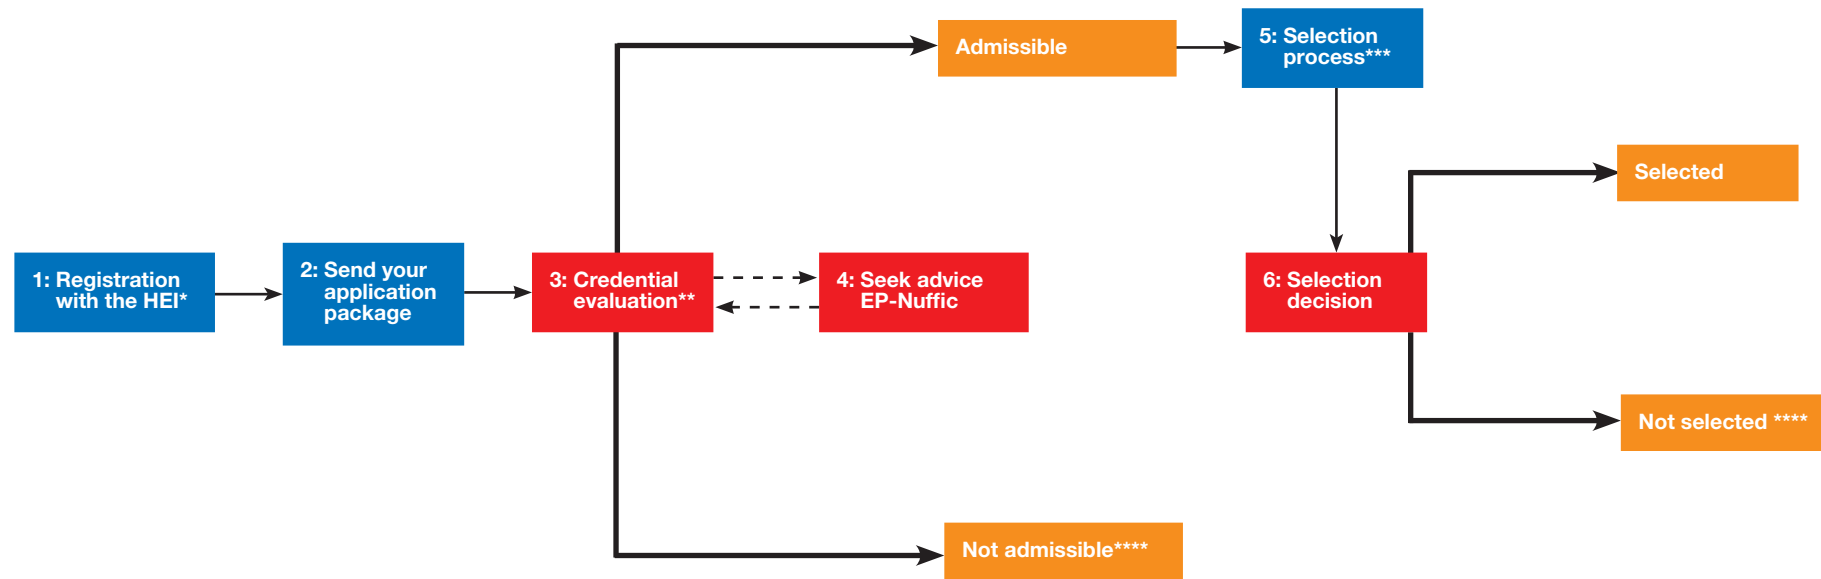 Admissible
5: Selection
process***
Selected
1: Registration
with the HEI*
2: Send your
application
package
3: Credential
evaluation**
4: Seek advice
EP-Nuffic
6: Selection
decision
Not selected ****
Not admissible****